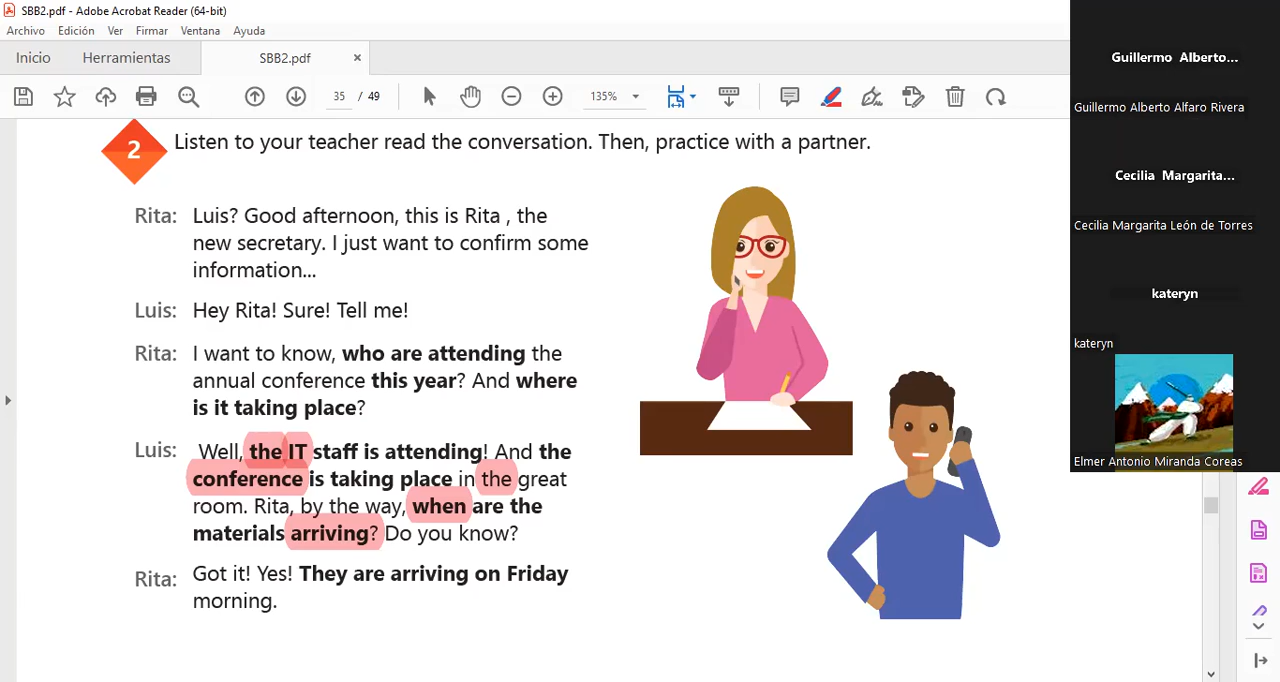 SBB2.pdf - Adobe Acrobat Reader (64-bit)
Archivo Edición Ver Firmar Ventana Ayuda
Inicio Herramientas SBB2.pdf ×
35 / 49 135%
2 Listen to your teacher read the conversation. Then, practice with a partner.
Rita: Luis? Good afternoon, this is Rita , the
new secretary. I just want to confirm some
information...
Luis: Hey Rita! Sure! Tell me!
Rita: I want to know, who are attending the
annual conference this year? And where
is it taking place?
Luis: Well, the IT staff is attending! And the
conference is taking place in the great
room. Rita, by the way, when are the
materials arriving? Do you know?
Rita: Got it! Yes! They are arriving on Friday
morning.
Guillermo Alberto...
Guillermo Alberto Alfaro Rivera
Cecilia Margarita...
Cecilia Margarita León de Torres
kateryn
kateryn
Elmer Antonio Miranda Coreas